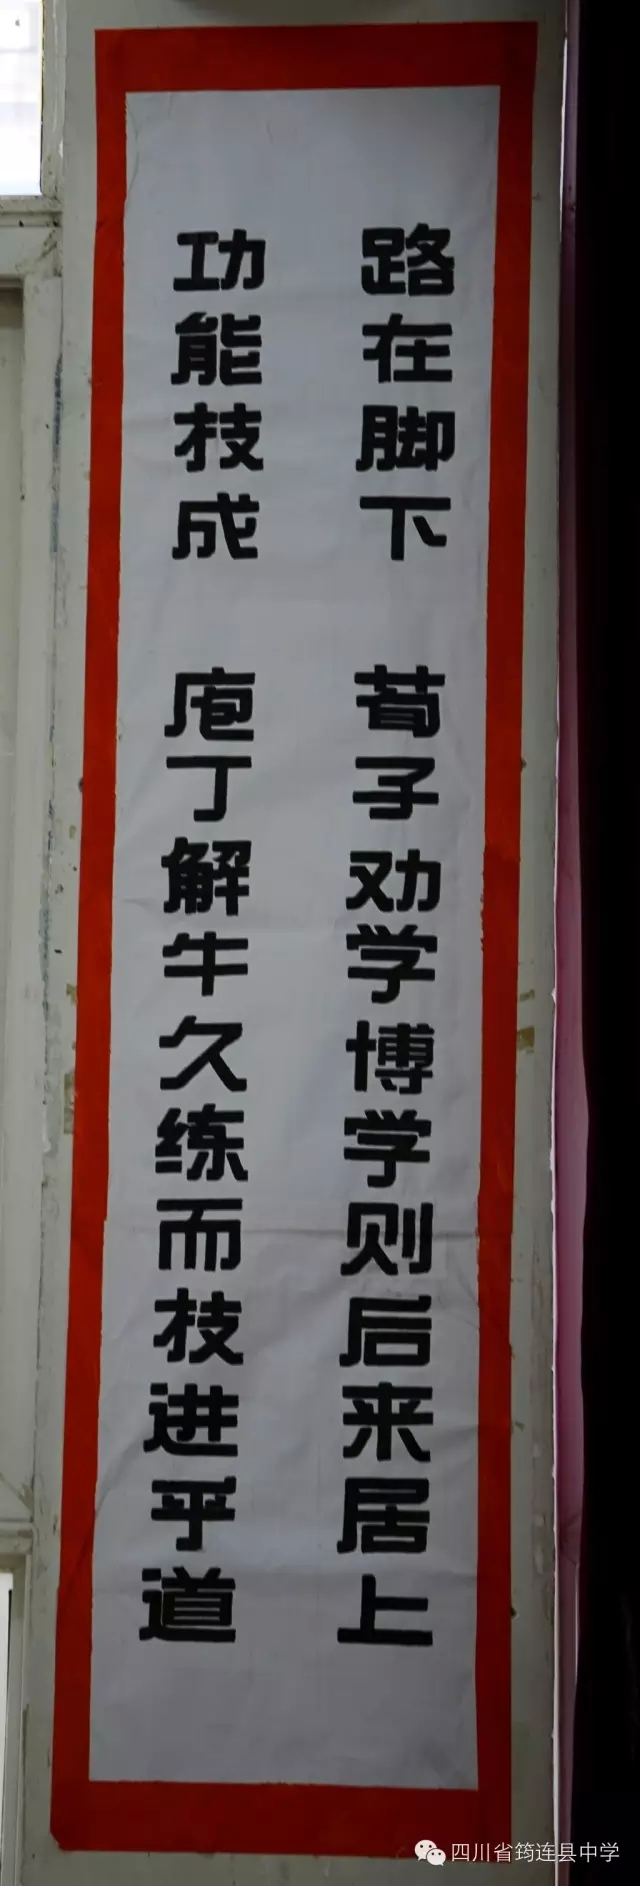 路在脚下 荀子劝学博学则后来居上
功能技成 庖丁解牛久练而技进乎道
四川省筠连县中学